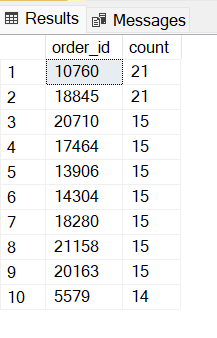 Results Messages
order_id count
1 10760 21
2 18845 21
3 20710 15
4 17464 15
5 13906 15
6 14304 15
7 18280 15
8 21158 15
9 20163 15
10 5579 14